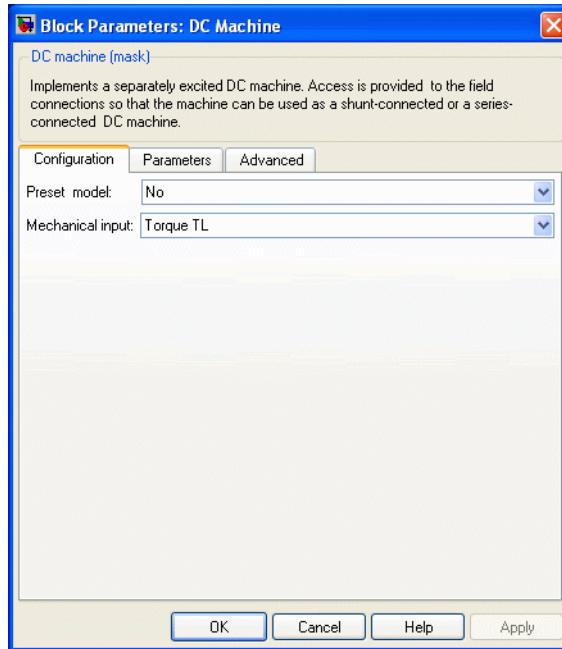 Block Parameters: DC Machine
DC machine (mask)
Implements a separately excited DC machine. Access is provided to the field
connections so that the machine can be used as a shunt-connected or a series-
connected DC machine.
Configuration Parameters Advanced
Preset model: No
Mechanical input: Torque TL
OK Cancel Help Apply